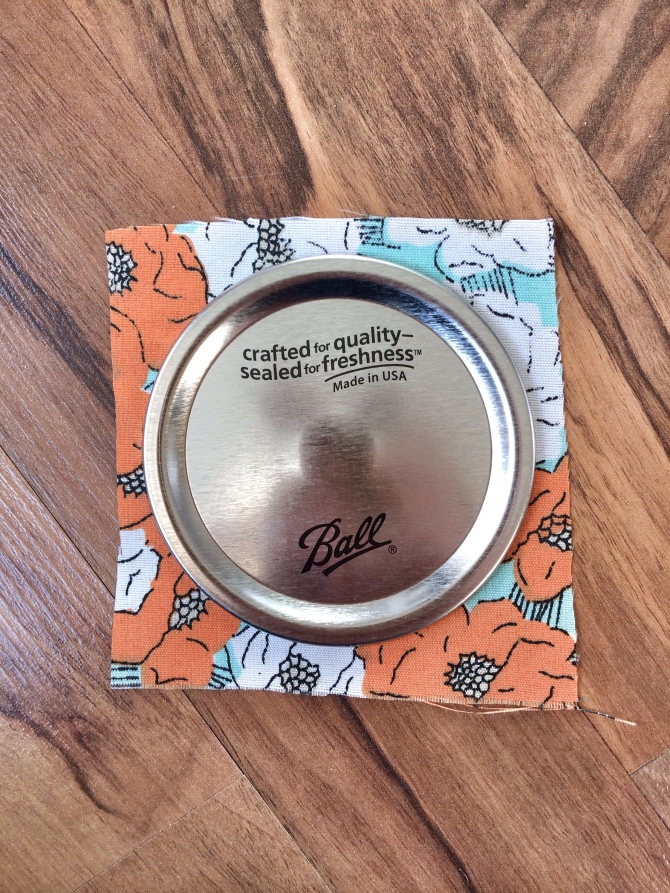 crafted for quality–
sealed for freshness™
Made in USA
Ball®